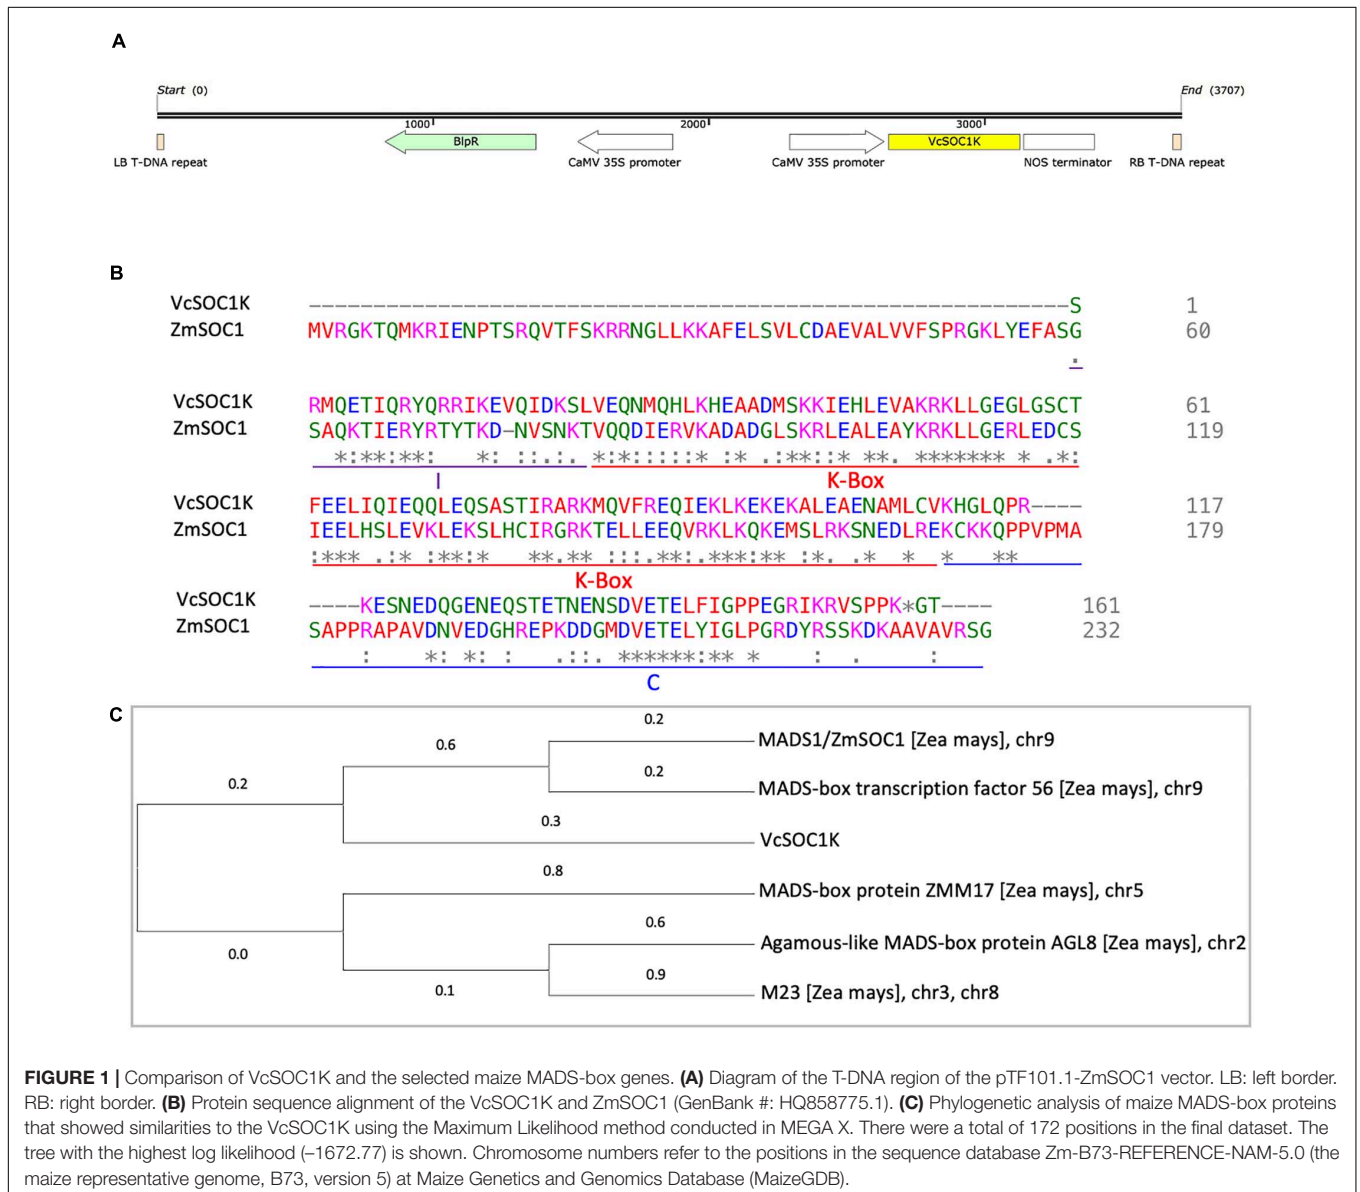 A
Start (0)
End (3707)
1000
2000
3000
BlpR
VcSOC1K
LB T-DNA repeat
CaMV 35S promoter
CaMV 35S promoter
NOS terminator
RB T-DNA repeat
B
VcSOC1K -----------------------------------------------------------S 1
ZmSOC1 MVRGKTQMKRIENPTSRQVTFSKRRNGLLKKAFELSVLCDAEVALVVFSPRGKLYEFASG 60
.
VcSOC1K RMQETIQRYQRRIKEVQIDKSLVEQNMQHLKHEAADMSKKIEHLEVAKRKLLGEGLGSCT 61
ZmSOC1 SAQKTIERYRTYTKD-NVSNKTVQQDIERVKADADGLSKRLEALEAYKRKLLGERLEDCS 119
*:**:**: *: ::.:. *:*::::::* :* .:**::* **. ******* * .*:
I
K-Box
VcSOC1K FEELIQIEQQLEQSASTIRARKMQVFREQIEKLKEKEKALEAENAMLCVKHGLQPR---- 117
ZmSOC1 IEELHSLEVKLEKSLHCIRGRKTELLEEQVRKLKQKEMSLRKSNEDLREKCKKQPPVPMA 179
:*** .:* :**:* **.** :::.**:.***:** :*. .* * * **
K-Box
VcSOC1K ----KESNEDQGENEQSTETNENSDVETELFIGPPEGRIKRVSPPK*GT---- 161
ZmSOC1 SAPPRAPAVDNVEDGHREPKDDGMDVETELYIGLPGRDYRSSKDKAAVAVRSG 232
: *: *: : .::. ******:** * : . :
C
C
0.2
0.6
MADS1/ZmSOC1 [Zea mays], chr9
0.2
0.2
MADS-box transcription factor 56 [Zea mays], chr9
0.3
VcSOC1K
0.8
MADS-box protein ZMM17 [Zea mays], chr5
0.6
Agamous-like MADS-box protein AGL8 [Zea mays], chr2
0.0
0.9
0.1
M23 [Zea mays], chr3, chr8
FIGURE 1 | Comparison of VcSOC1K and the selected maize MADS-box genes. (A) Diagram of the T-DNA region of the pTF101.1-ZmSOC1 vector. LB: left border.
RB: right border. (B) Protein sequence alignment of the VcSOC1K and ZmSOC1 (GenBank #: HQ858775.1). (C) Phylogenetic analysis of maize MADS-box proteins
that showed similarities to the VcSOC1K using the Maximum Likelihood method conducted in MEGA X. There were a total of 172 positions in the final dataset. The
tree with the highest log likelihood (–1672.77) is shown. Chromosome numbers refer to the positions in the sequence database Zm-B73-REFERENCE-NAM-5.0 (the
maize representative genome, B73, version 5) at Maize Genetics and Genomics Database (MaizeGDB).